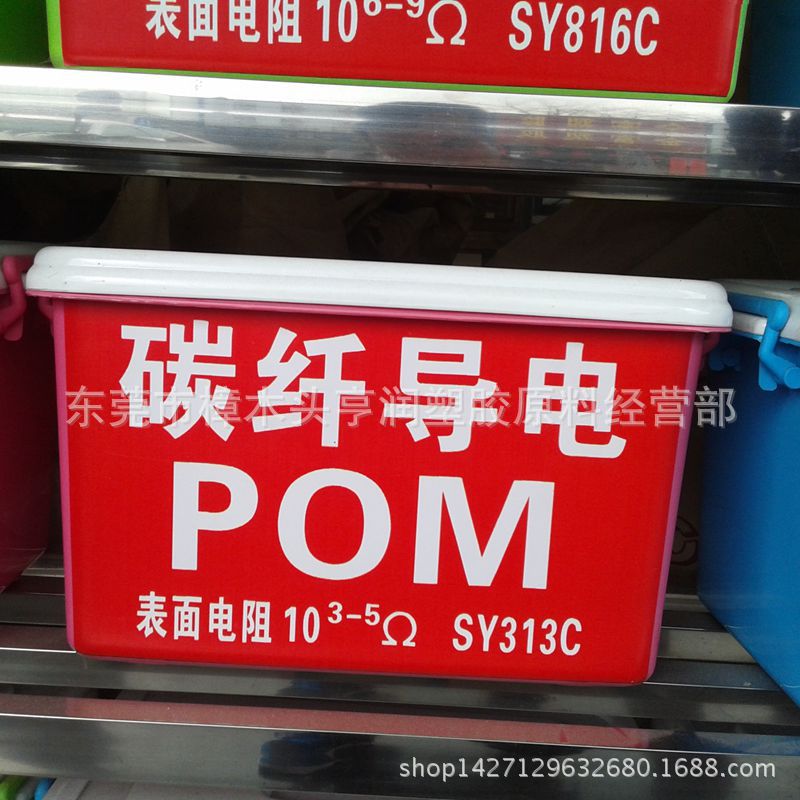 表面电阻 10⁶⁻⁹Ω SY816C
碳纤导电
东莞市樟木头亨润塑胶原料经营部
POM
表面电阻 10³⁻⁵Ω SY313C
shop1427129632680.1688.com